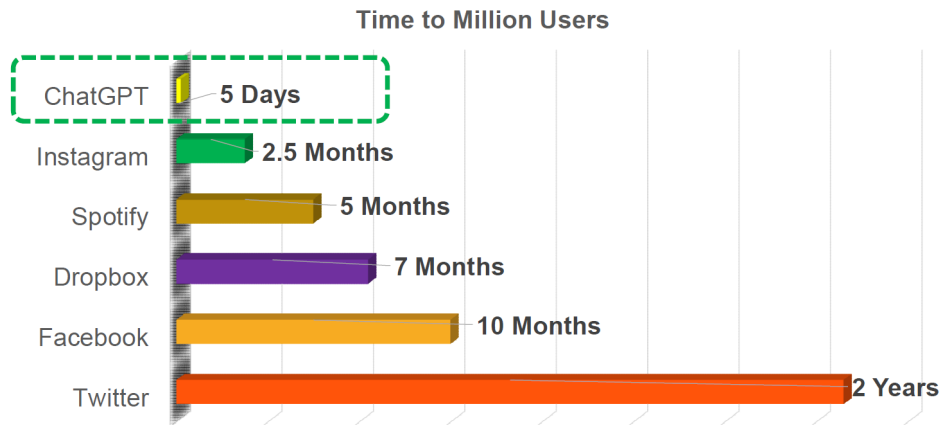 Time to Million Users
ChatGPT 5 Days
Instagram 2.5 Months
Spotify 5 Months
Dropbox 7 Months
Facebook 10 Months
Twitter 2 Years